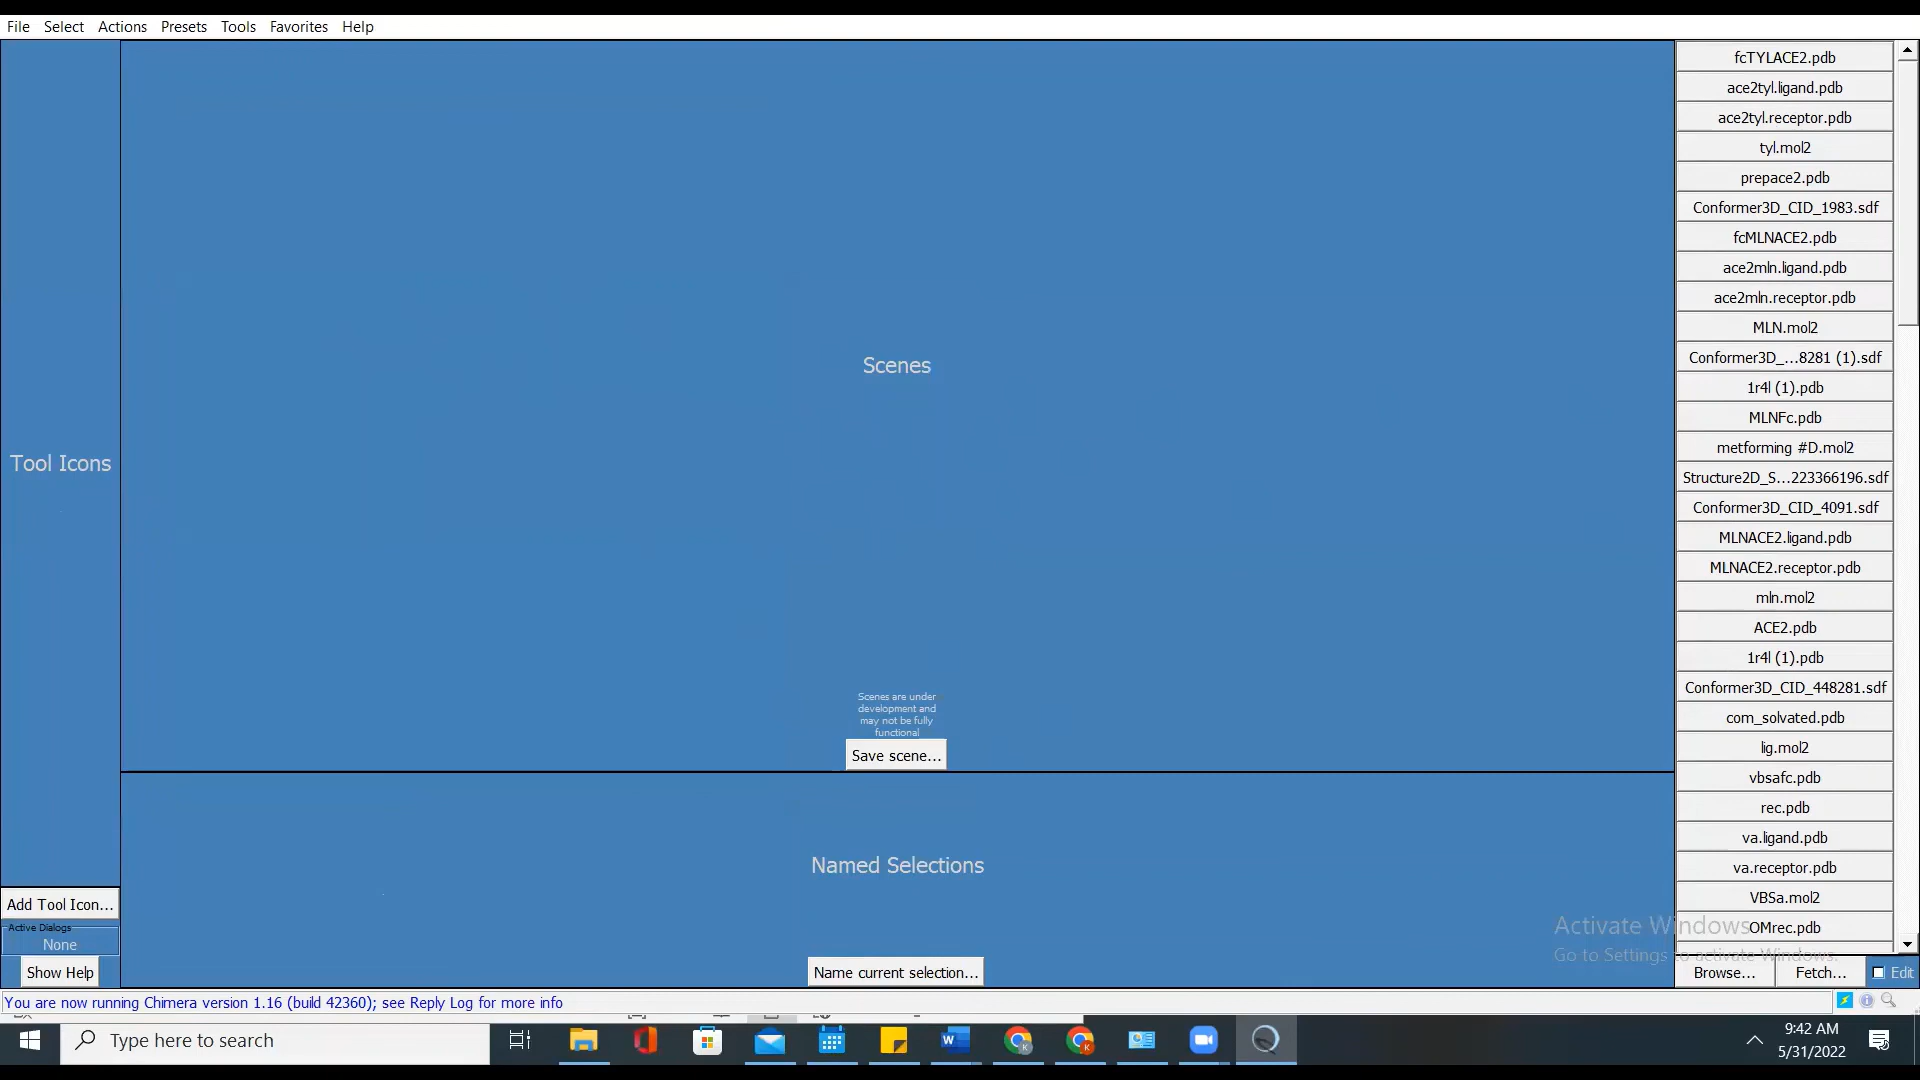 File Select Actions Presets Tools Favorites Help
Scenes
Tool Icons
Scenes are under
development and
may not be fully
functional
Save scene...
Named Selections
Name current selection...
Add Tool Icon...
Active Dialogs
None
Show Help
fcTYLACE2.pdb
ace2tyl.ligand.pdb
ace2tyl.receptor.pdb
tyl.mol2
prepace2.pdb
Conformer3D_CID_1983.sdf
fcMLNACE2.pdb
ace2mln.ligand.pdb
ace2mln.receptor.pdb
MLN.mol2
Conformer3D_...8281 (1).sdf
1r4l (1).pdb
MLNFc.pdb
metforming #D.mol2
Structure2D_S...223366196.sdf
Conformer3D_CID_4091.sdf
MLNACE2.ligand.pdb
MLNACE2.receptor.pdb
mln.mol2
ACE2.pdb
1r4l (1).pdb
Conformer3D_CID_448281.sdf
com_solvated.pdb
lig.mol2
vbsafc.pdb
rec.pdb
va.ligand.pdb
va.receptor.pdb
VBSa.mol2
OMrec.pdb
Activate Windows
Go to Settings to activate Windows.
Browse... Fetch... Edit
You are now running Chimera version 1.16 (build 42360); see Reply Log for more info
Type here to search
9:42 AM
5/31/2022